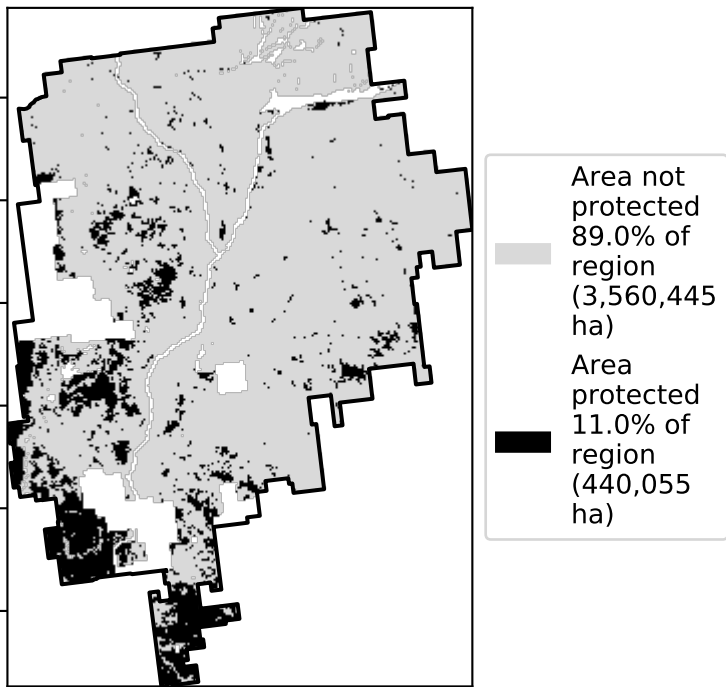 Area not
protected
89.0% of
region
(3,560,445
ha)
Area
protected
11.0% of
region
(440,055
ha)